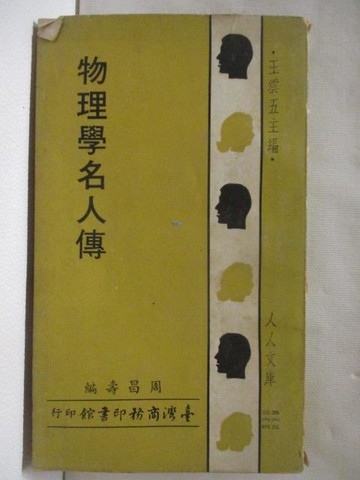 物理學名人傳
周昌壽編
臺灣商務印書館印行
•王雲五主編•
人人文庫